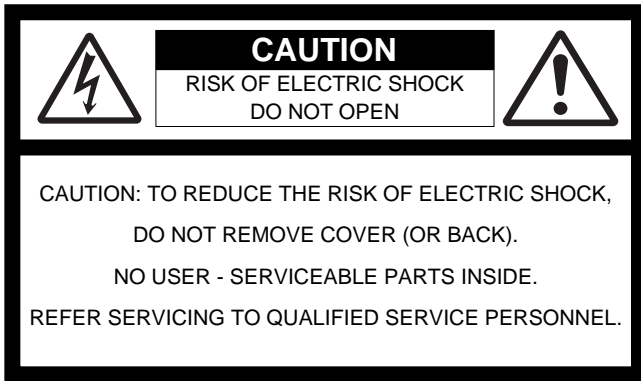 CAUTION
RISK OF ELECTRIC SHOCK
DO NOT OPEN
CAUTION: TO REDUCE THE RISK OF ELECTRIC SHOCK,
DO NOT REMOVE COVER (OR BACK).
NO USER - SERVICEABLE PARTS INSIDE.
REFER SERVICING TO QUALIFIED SERVICE PERSONNEL.